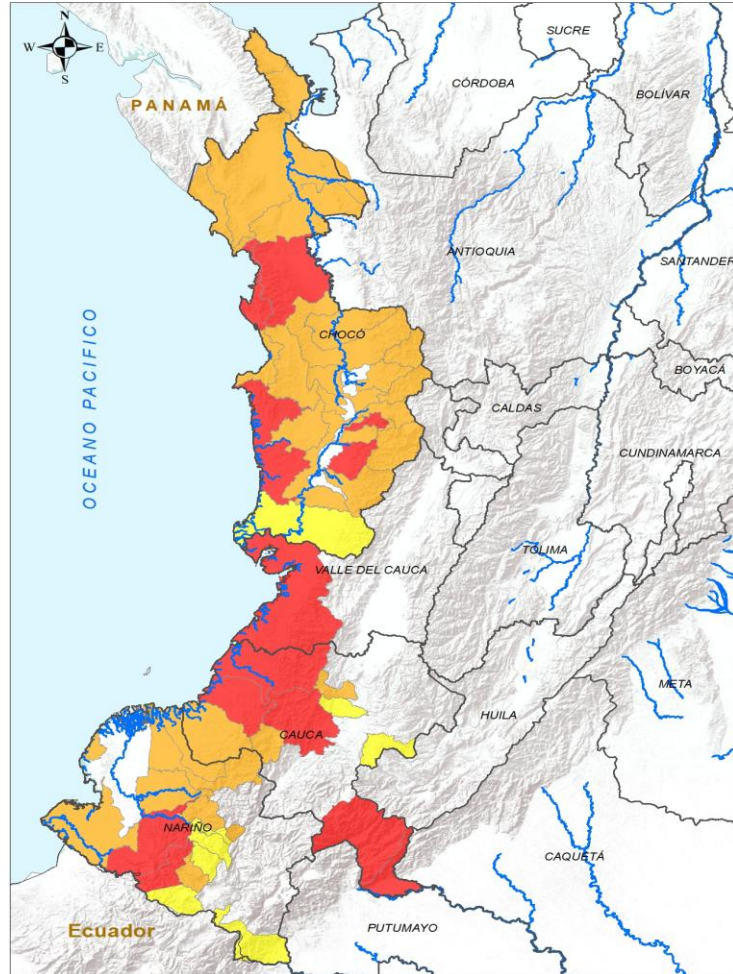 SUCRE
N
W E
S
CÓRDOBA
BOLÍVAR
PANAMÁ
ANTIOQUIA
SANTANDER
OCEANO PACIFICO
CHOCÓ
BOYACÁ
CALDAS
CUNDINAMARCA
TOLIMA
VALLE DEL CAUCA
META
HUILA
CAUCA
NARIÑO
CAQUETÁ
PUTUMAYO
Ecuador